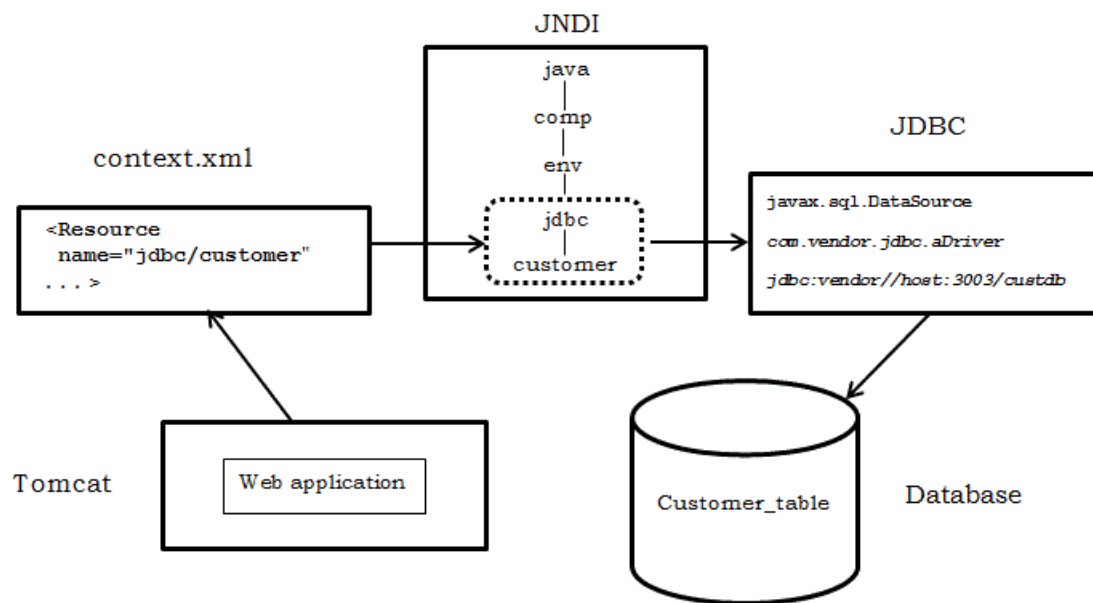 JNDI
java
comp
env
jdbc
customer
JDBC
javax.sql.DataSource
com.vendor.jdbc.aDriver
jdbc:vendor//host:3003/custdb
context.xml
<Resource
name="jdbc/customer"
... >
Tomcat
Web application
Customer_table
Database